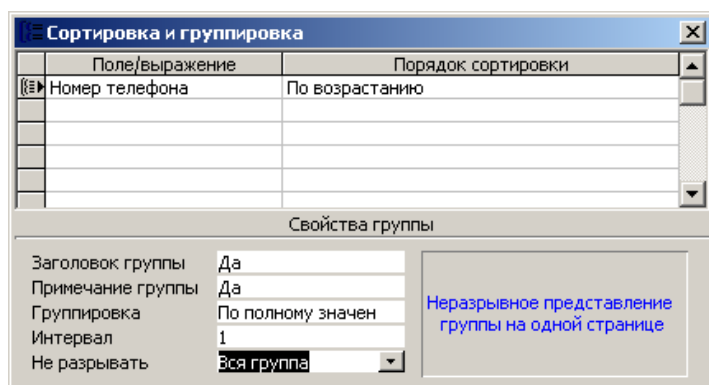 Сортировка и группировка
Поле/выражение Порядок сортировки
Номер телефона По возрастанию
Свойства группы
Заголовок группы Да
Примечание группы Да
Группировка По полному значен
Интервал 1
Не разрывать Вся группа
Неразрывное представление
группы на одной странице